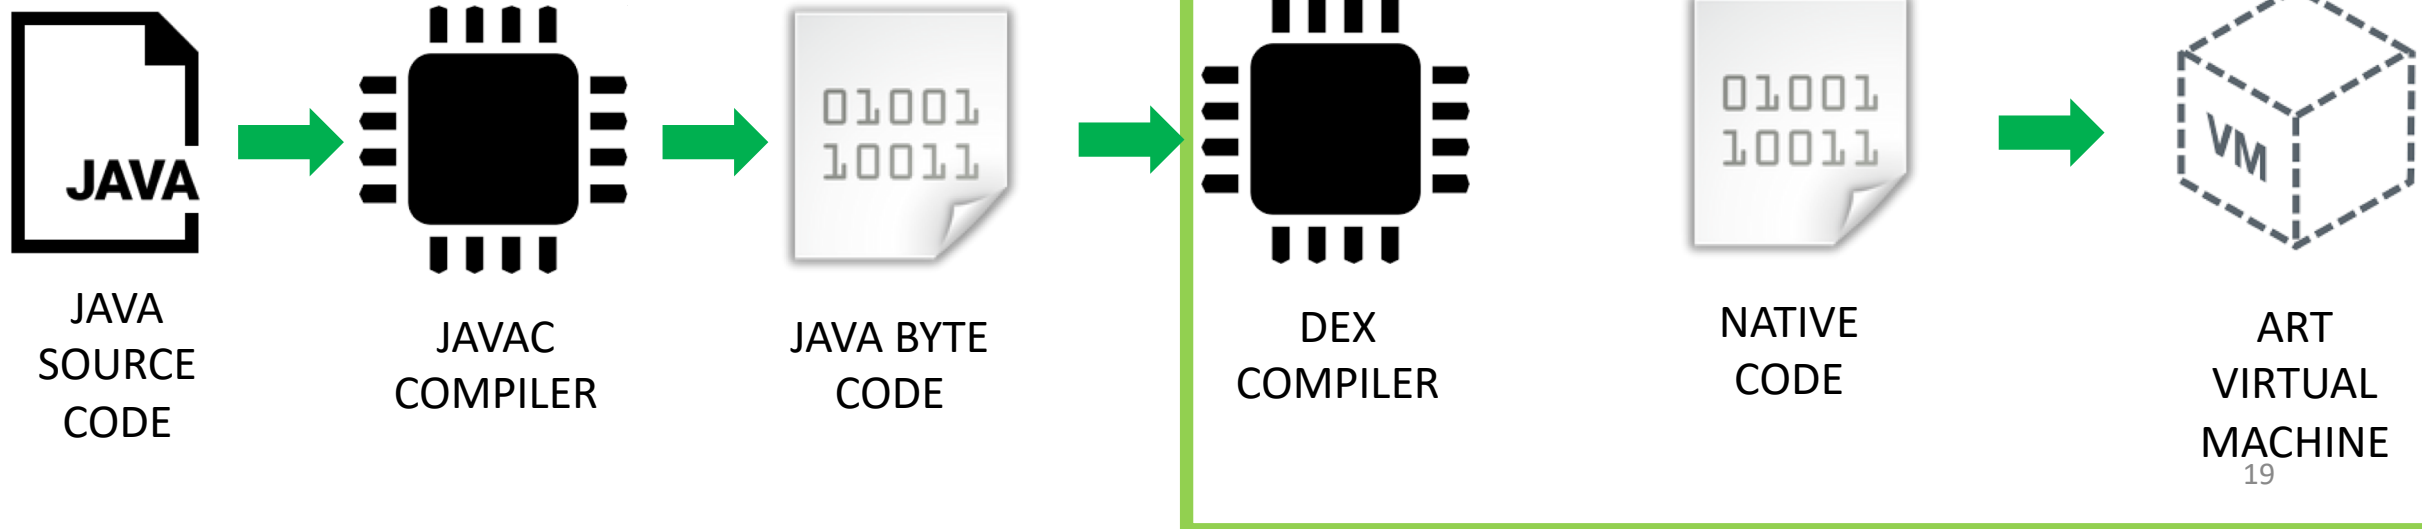 JAVA
01001
10011
01001
10011
VM
JAVA
SOURCE
CODE
JAVAC
COMPILER
JAVA BYTE
CODE
DEX
COMPILER
NATIVE
CODE
ART
VIRTUAL
MACHINE
19